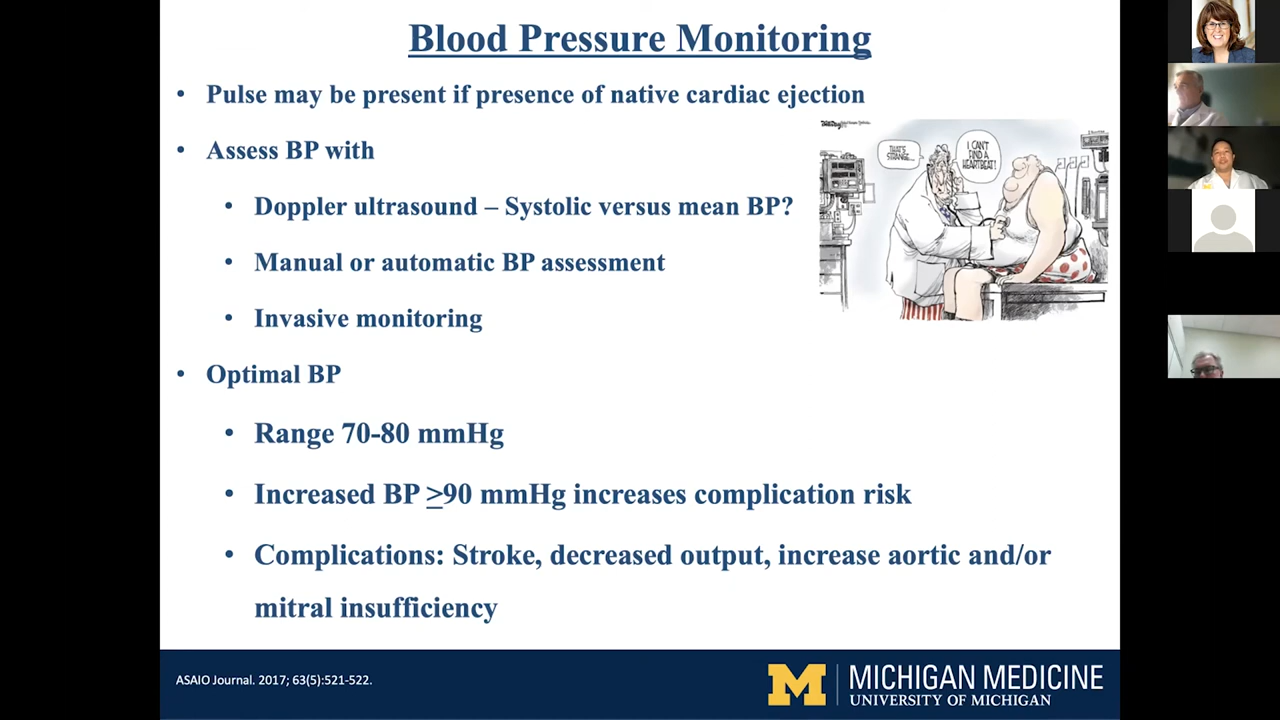 Blood Pressure Monitoring
• Pulse may be present if presence of native cardiac ejection
• Assess BP with
• Doppler ultrasound – Systolic versus mean BP?
• Manual or automatic BP assessment
• Invasive monitoring
THAT'S
STRANGE...
I CAN'T
FIND A
HEARTBEAT!
• Optimal BP
• Range 70-80 mmHg
• Increased BP ≥90 mmHg increases complication risk
• Complications: Stroke, decreased output, increase aortic and/or
mitral insufficiency
ASAIO Journal. 2017; 63(5):521-522.
M
MICHIGAN MEDICINE
UNIVERSITY OF MICHIGAN